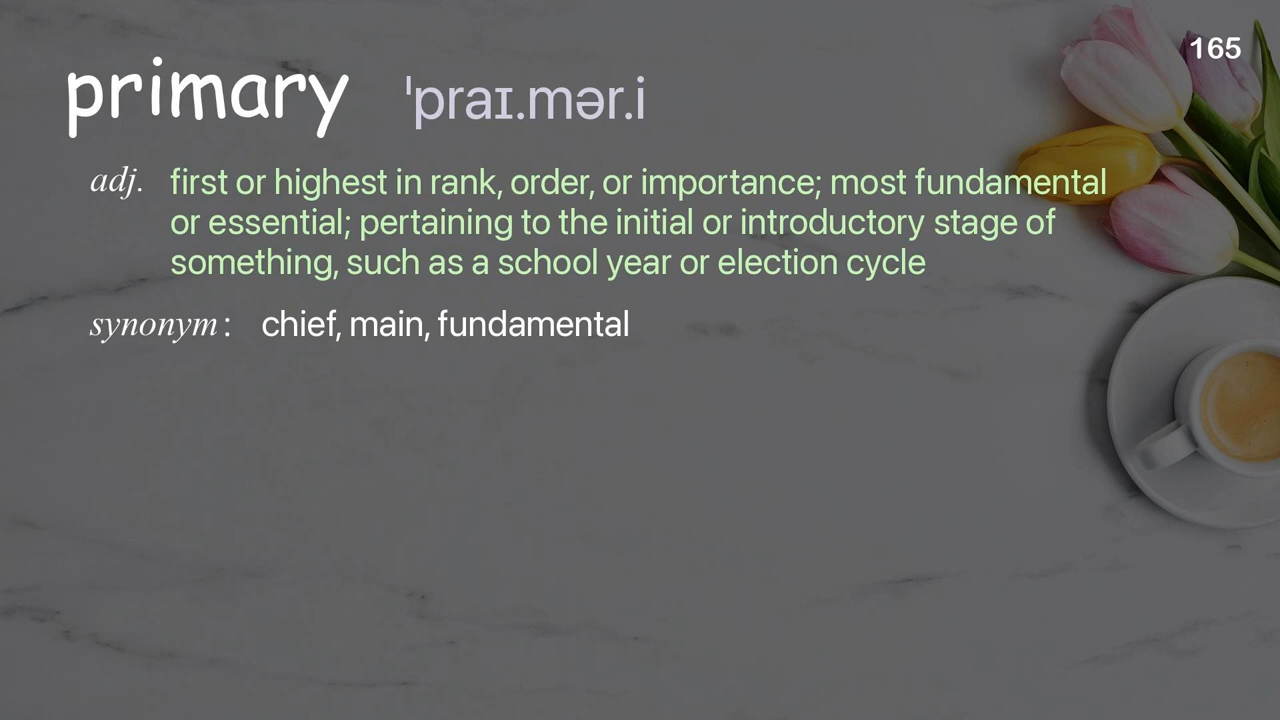 165
primary ˈpraɪ.mər.i
adj. first or highest in rank, order, or importance; most fundamental
or essential; pertaining to the initial or introductory stage of
something, such as a school year or election cycle
synonym : chief, main, fundamental